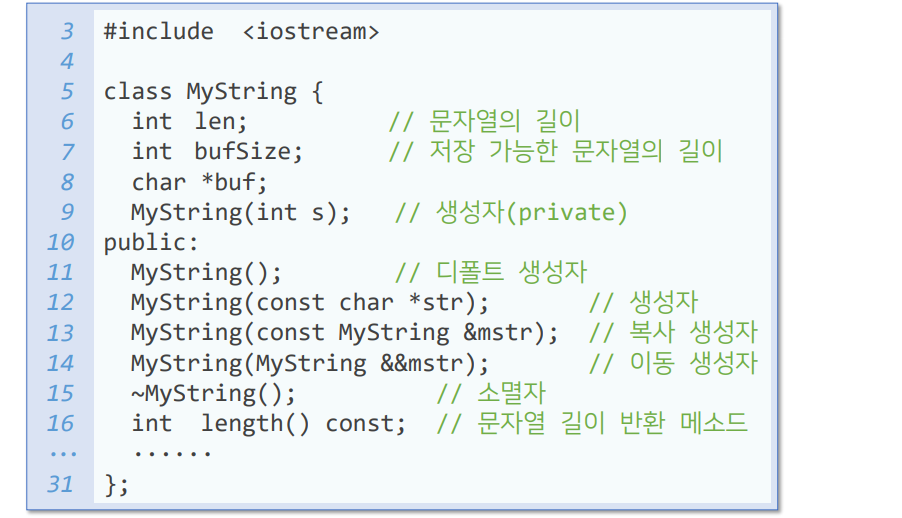 3 #include <iostream>
4
5 class MyString {
6 int len; // 문자열의 길이
7 int bufSize; // 저장 가능한 문자열의 길이
8 char *buf;
9 MyString(int s); // 생성자(private)
10 public:
11 MyString(); // 디폴트 생성자
12 MyString(const char *str); // 생성자
13 MyString(const MyString &mstr); // 복사 생성자
14 MyString(MyString &&mstr); // 이동 생성자
15 ~MyString(); // 소멸자
16 int length() const; // 문자열 길이 반환 메소드
... ......
31 };